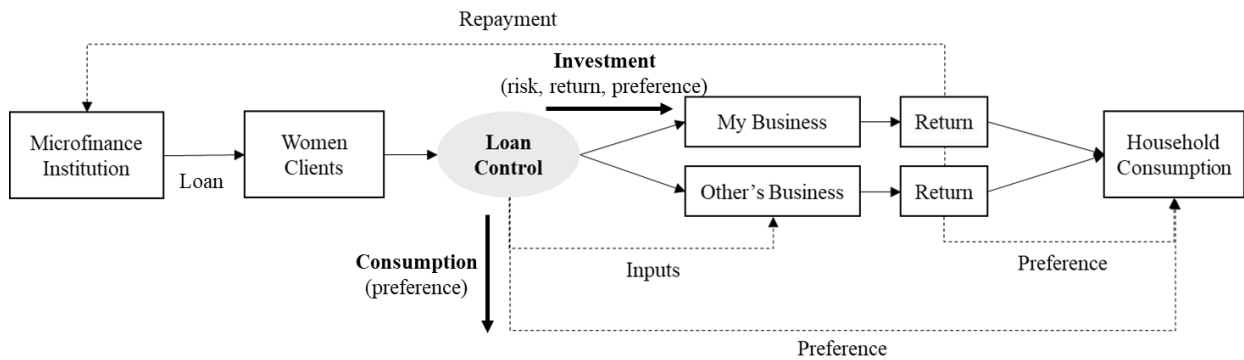 Repayment
Investment
(risk, return, preference)
Microfinance
Institution
Loan
Women
Clients
Loan
Control
My Business
Return
Other's Business
Return
Household
Consumption
Consumption
(preference)
Inputs
Preference
Preference